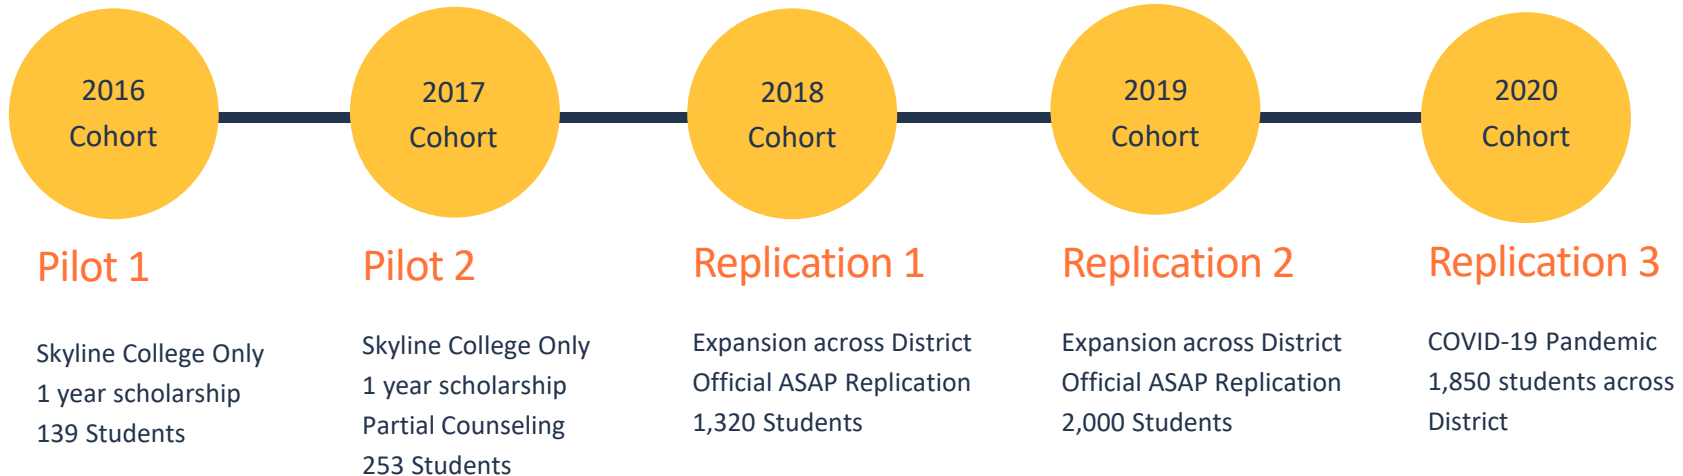 2016
Cohort
2017
Cohort
2018
Cohort
2019
Cohort
2020
Cohort
Pilot 1
Skyline College Only
1 year scholarship
139 Students
Pilot 2
Skyline College Only
1 year scholarship
Partial Counseling
253 Students
Replication 1
Expansion across District
Official ASAP Replication
1,320 Students
Replication 2
Expansion across District
Official ASAP Replication
2,000 Students
Replication 3
COVID-19 Pandemic
1,850 students across
District